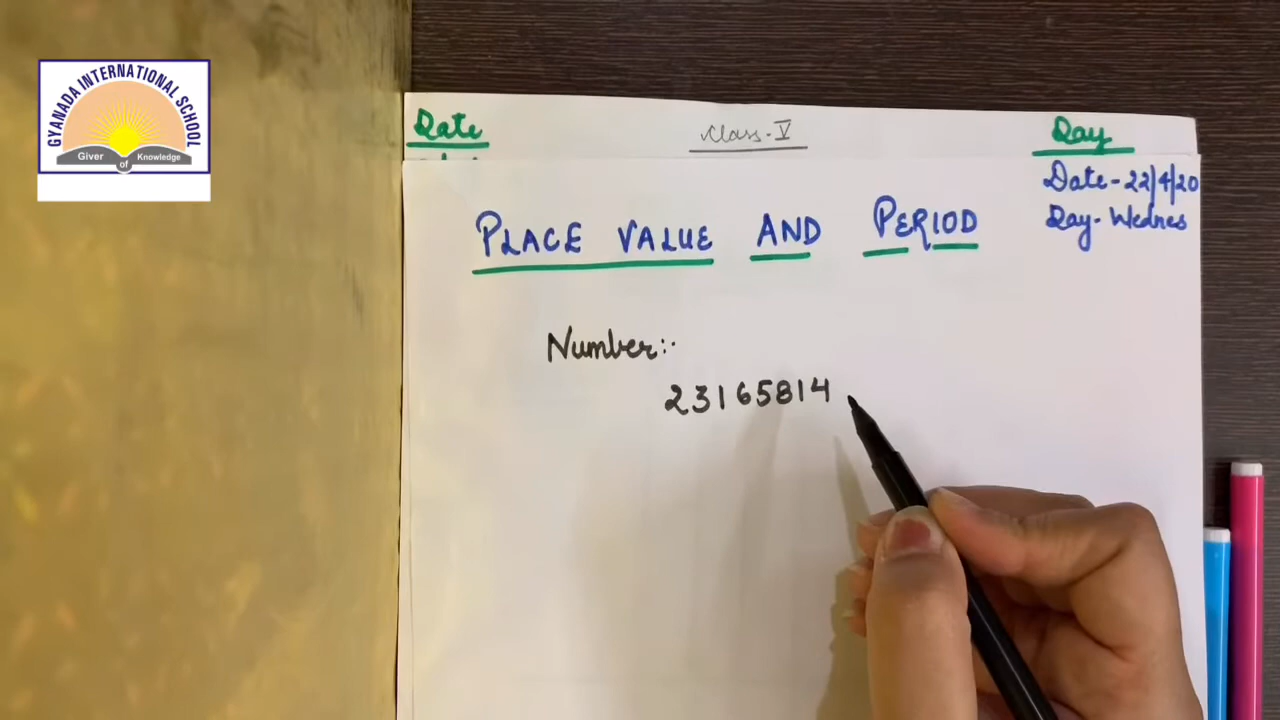 GYANADA INTERNATIONAL SCHOOL
Giver of Knowledge
Date
Class-V
Day
Date-22/4/20
Day-Wednes
PLACE VALUE AND PERIOD
Number:-
23165814